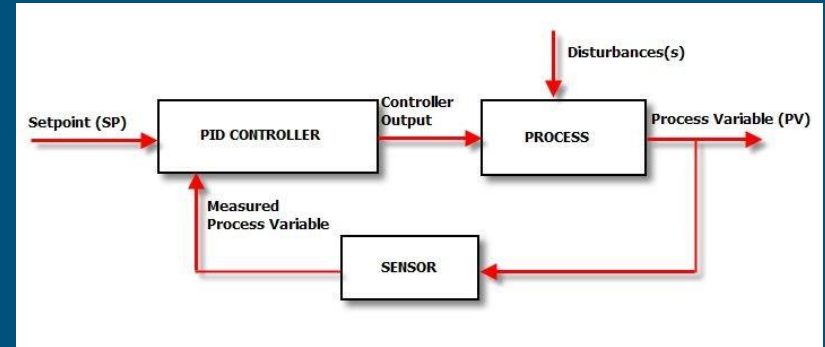 Disturbances(s)
Setpoint (SP)
PID CONTROLLER
Controller
Output
PROCESS
Process Variable (PV)
Measured
Process Variable
SENSOR